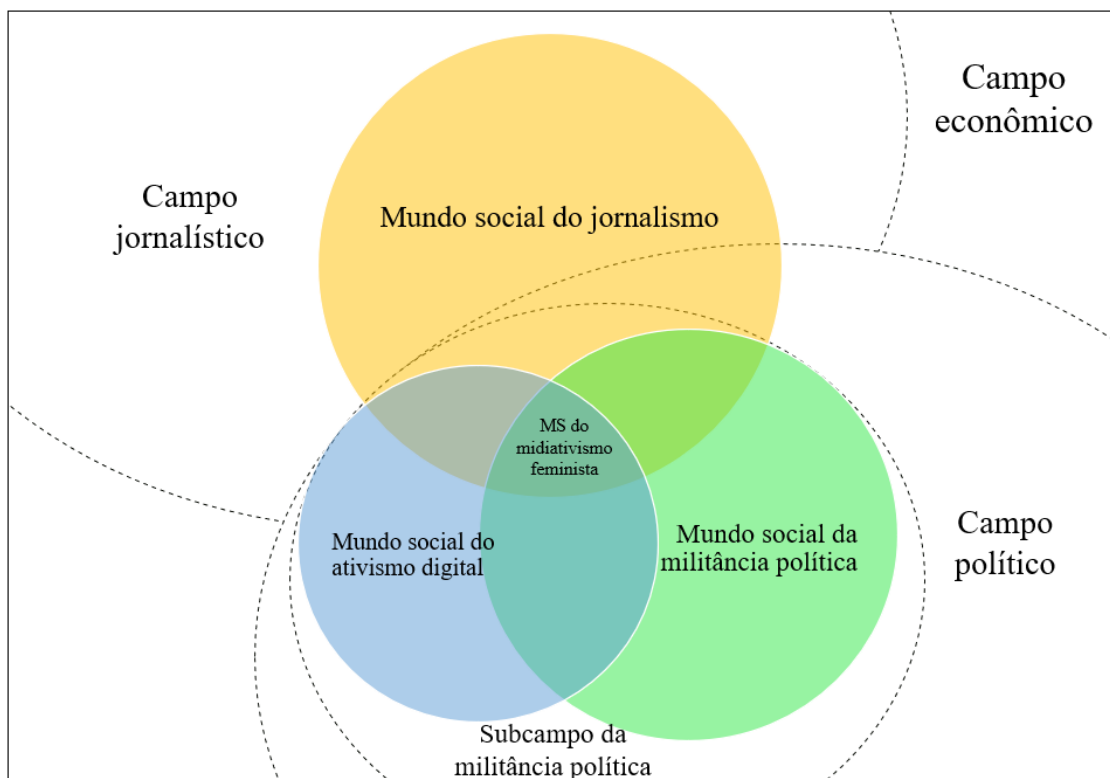 Campo
econômico
Campo
jornalístico
Mundo social do jornalismo
MS do
midiativismo
feminista
Mundo social do
ativismo digital
Mundo social da
militância política
Campo
político
Subcampo da
militância política